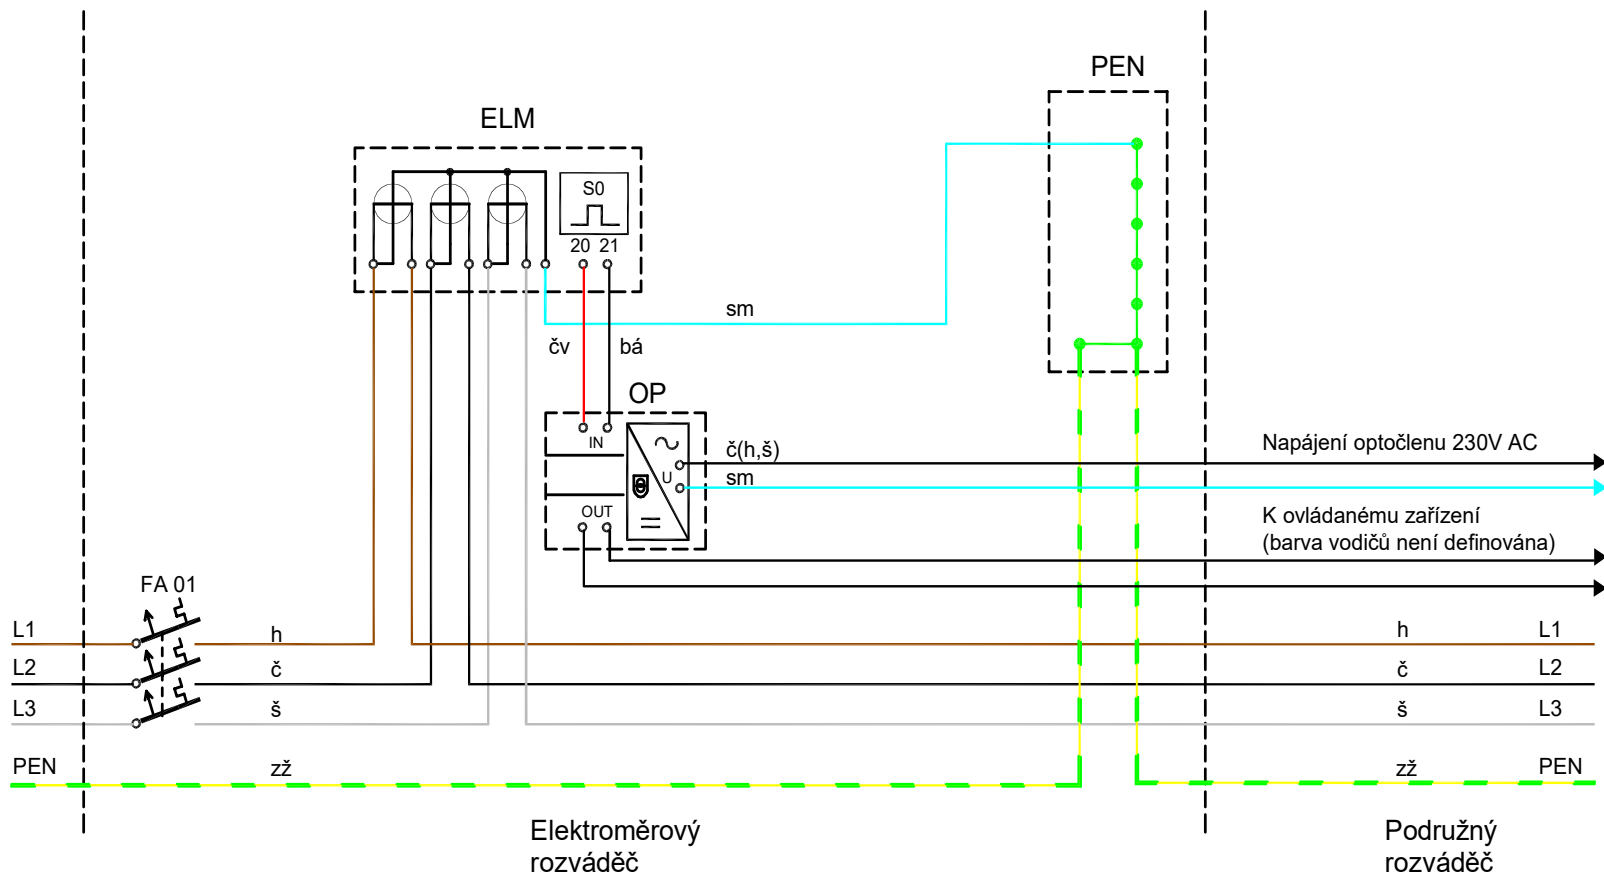 PEN
ELM
S0
20 21
sm
čv
bá
OP
IN
č(h,š)
U
sm
OUT
Napájení optočlenu 230V AC
K ovládanému zařízení
(barva vodičů není definována)
FA 01
L1
h
h
L1
L2
č
č
L2
L3
š
š
L3
PEN
zž
zž
PEN
Elektroměrový
rozváděč
Podružný
rozváděč